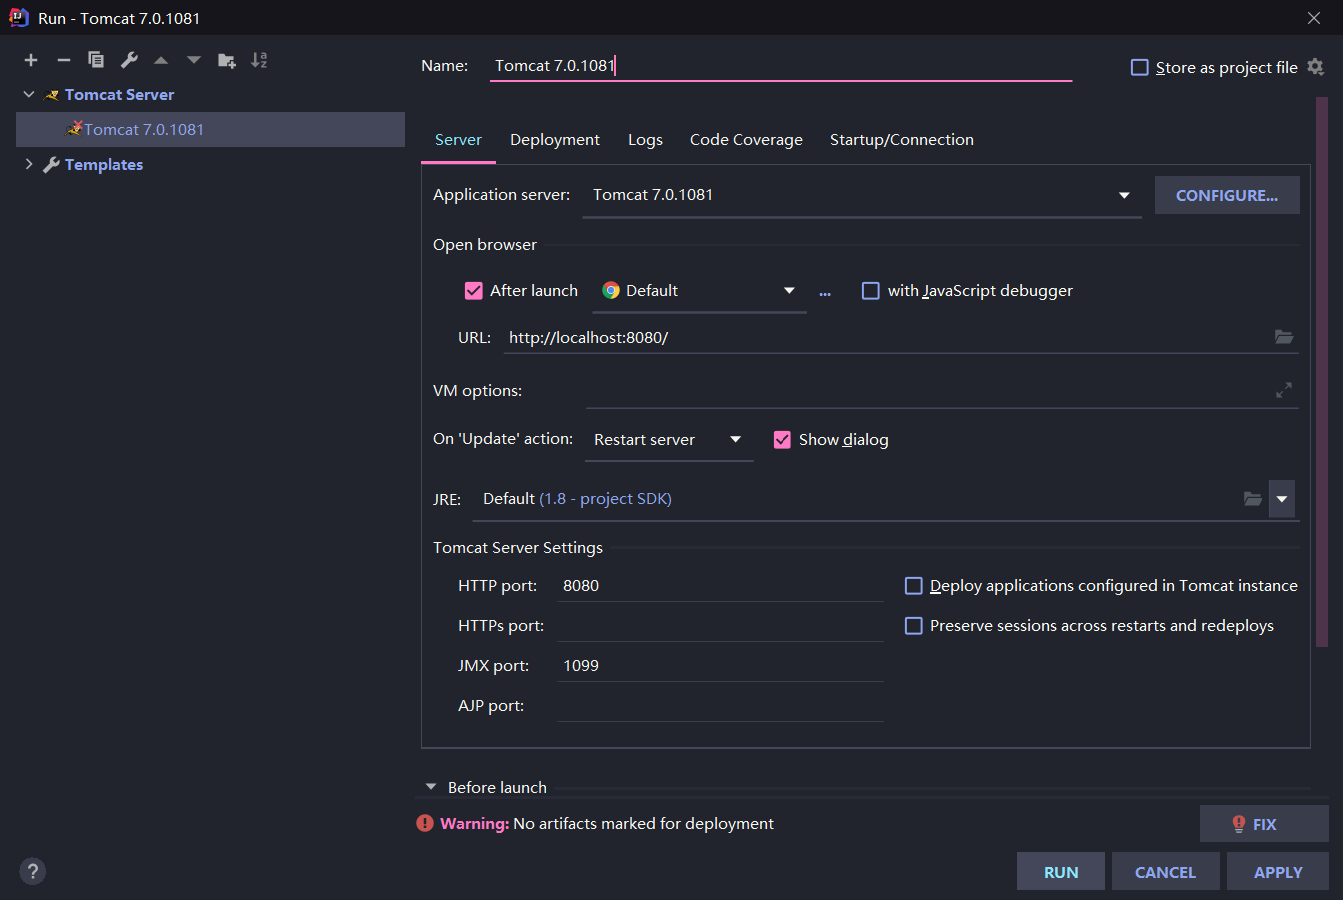 Run - Tomcat 7.0.1081
Name: Tomcat 7.0.1081 Store as project file
Tomcat Server
Tomcat 7.0.1081
Templates
Server Deployment Logs Code Coverage Startup/Connection
Application server: Tomcat 7.0.1081 CONFIGURE...
Open browser
After launch Default ... with JavaScript debugger
URL: http://localhost:8080/
VM options:
On 'Update' action: Restart server Show dialog
JRE: Default (1.8 - project SDK)
Tomcat Server Settings
HTTP port: 8080 Deploy applications configured in Tomcat instance
HTTPs port: Preserve sessions across restarts and redeploys
JMX port: 1099
AJP port:
Before launch
Warning: No artifacts marked for deployment FIX
? RUN CANCEL APPLY